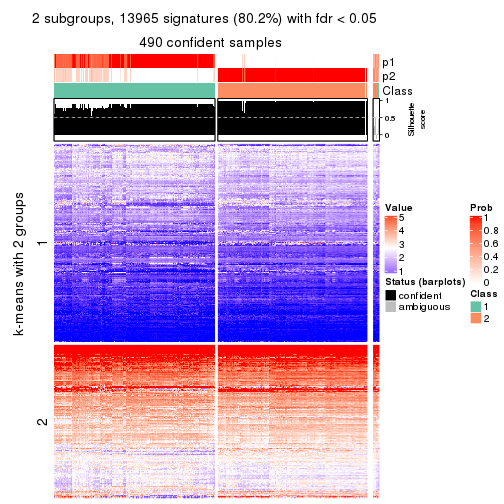 2 subgroups, 13965 signatures (80.2%) with fdr < 0.05
490 confident samples
p1
p2
Class
1
0.5
0
Silhouette
score
k-means with 2 groups
1
2
Value
5
4
3
2
1
Status (barplots)
confident
ambiguous
Prob
1
0.8
0.6
0.4
0.2
0
Class
1
2